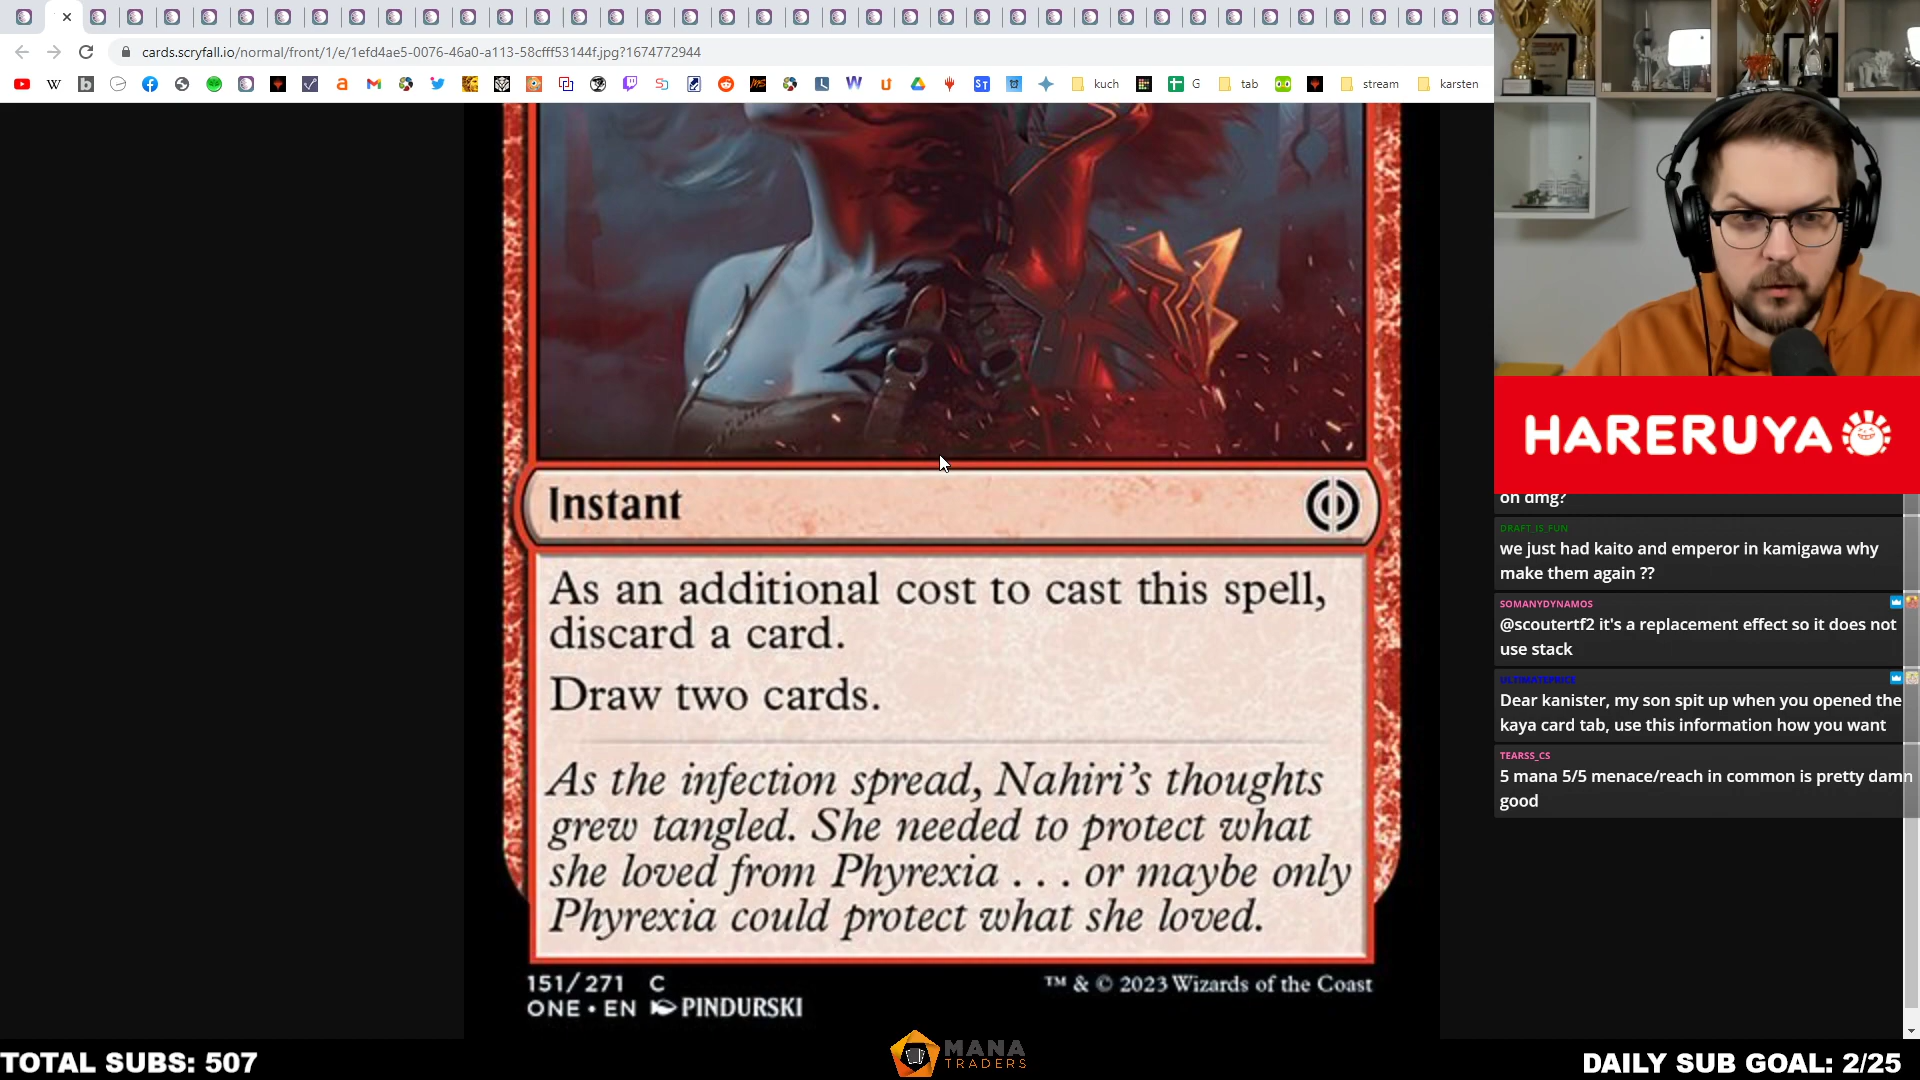 cards.scryfall.io/normal/front/1/e/1efd4ae5-0076-46a0-a113-58cfff53144f.jpg?1674772944
kuch
G
tab
stream
karsten
Instant
As an additional cost to cast this spell,
discard a card.
Draw two cards.
As the infection spread, Nahiri's thoughts
grew tangled. She needed to protect what
she loved from Phyrexia . . . or maybe only
Phyrexia could protect what she loved.
151/271 C
ONE • EN PINDURSKI
™ & © 2023 Wizards of the Coast
HARERUYA
on dmg?
DRAFT_IS_FUN
we just had kaito and emperor in kamigawa why
make them again ??
SOMANYDYNAMOS
@scoutertf2 it's a replacement effect so it does not
use stack
ULTIMATEPRICE
Dear kanister, my son spit up when you opened the
kaya card tab, use this information how you want
TEARSS_CS
5 mana 5/5 menace/reach in common is pretty damn
good
TOTAL SUBS: 507
MANA
TRADERS
DAILY SUB GOAL: 2/25